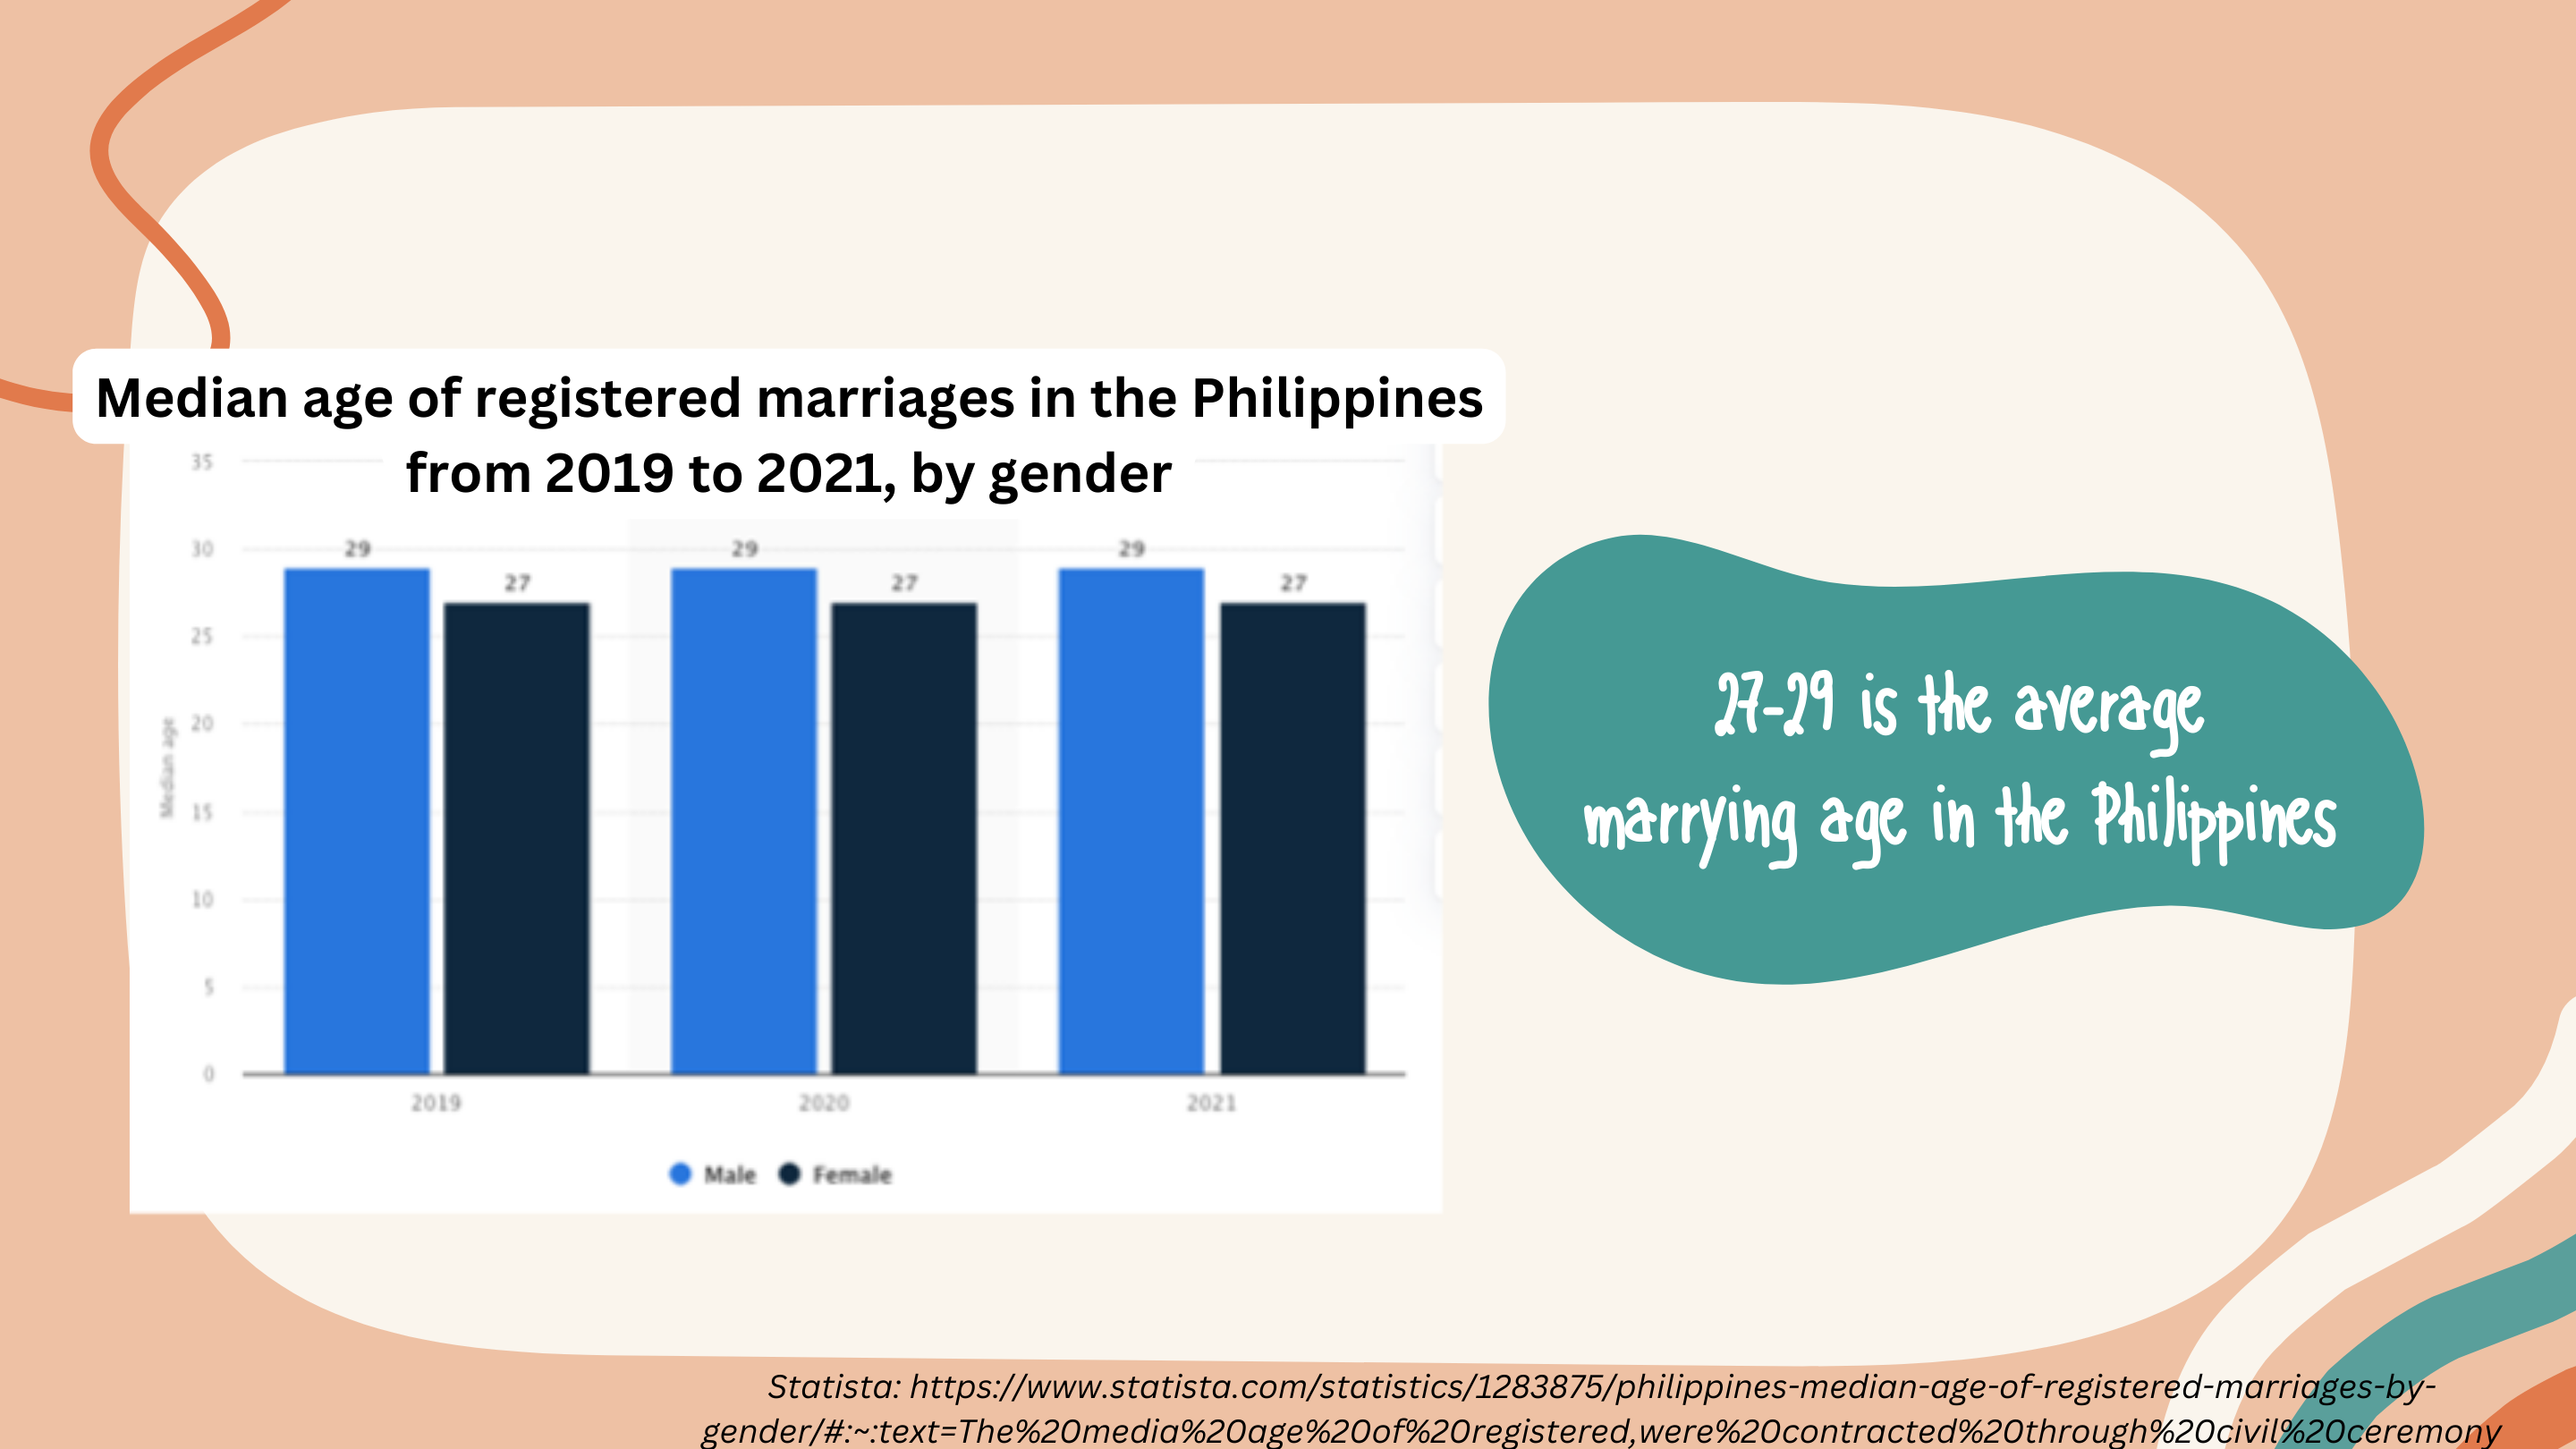 Median age of registered marriages in the Philippines
from 2019 to 2021, by gender
35
30
25
20
15
10
5
0
Median age
29
27
29
27
29
27
2019
2020
2021
Male
Female
27-29 is the average
marrying age in the Philippines
Statista: https://www.statista.com/statistics/1283875/philippines-median-age-of-registered-marriages-by-
gender/#:~:text=The%20media%20age%20of%20registered,were%20contracted%20through%20civil%20ceremony